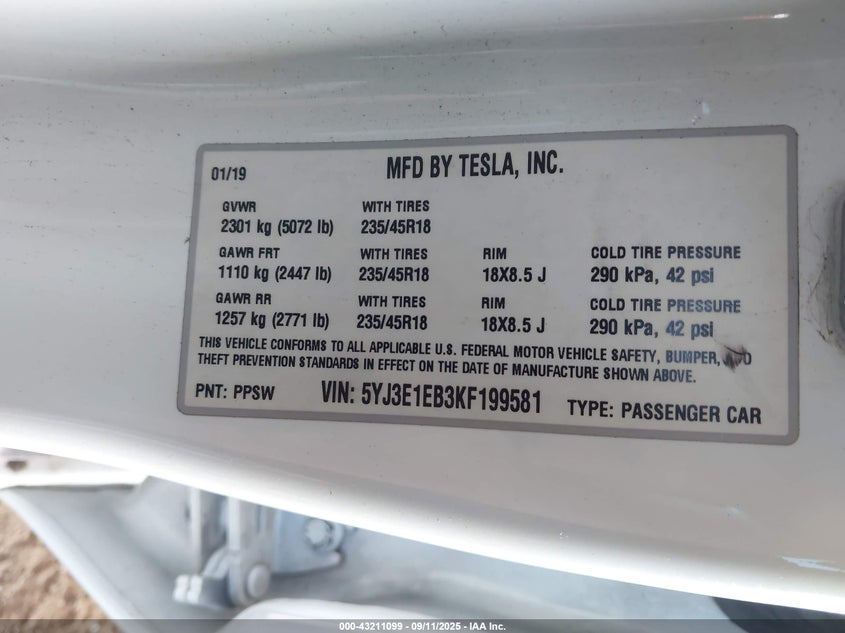 01/19 MFD BY TESLA, INC.
GVWR WITH TIRES
2301 kg (5072 lb) 235/45R18
GAWR FRT WITH TIRES RIM COLD TIRE PRESSURE
1110 kg (2447 lb) 235/45R18 18X8.5 J 290 kPa, 42 psi
GAWR RR WITH TIRES RIM COLD TIRE PRESSURE
1257 kg (2771 lb) 235/45R18 18X8.5 J 290 kPa, 42 psi
THIS VEHICLE CONFORMS TO ALL APPLICABLE U.S. FEDERAL MOTOR VEHICLE SAFETY, BUMPER, AND
THEFT PREVENTION STANDARDS IN EFFECT ON THE DATE OF MANUFACTURE SHOWN ABOVE.
PNT: PPSW VIN: 5YJ3E1EB3KF199581 TYPE: PASSENGER CAR
000-43211099 - 09/11/2025 - IAA Inc.